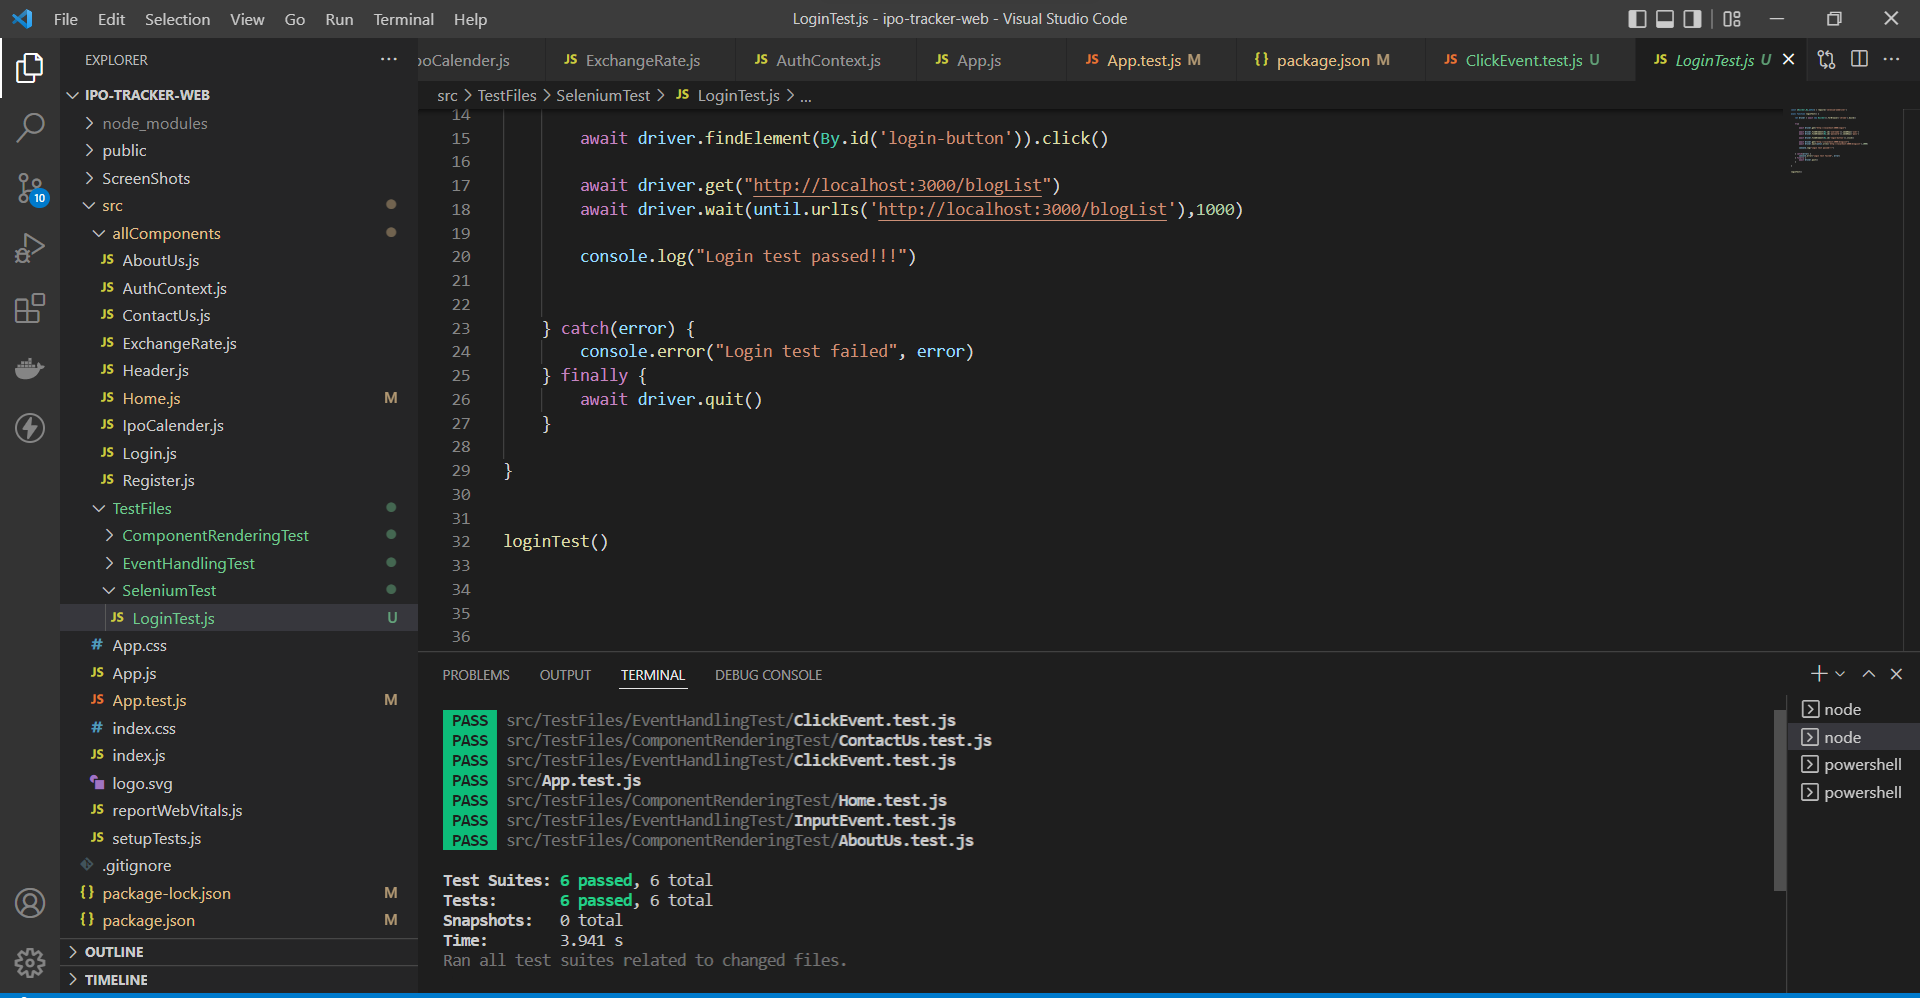 File Edit Selection View Go Run Terminal Help
LoginTest.js - ipo-tracker-web - Visual Studio Code
EXPLORER
IPO-TRACKER-WEB
node_modules
public
ScreenShots
src
allComponents
JS AboutUs.js
JS AuthContext.js
JS ContactUs.js
JS ExchangeRate.js
JS Header.js
JS Home.js M
JS IpoCalender.js
JS Login.js
JS Register.js
TestFiles
ComponentRenderingTest
EventHandlingTest
SeleniumTest
JS LoginTest.js U
# App.css
JS App.js
JS App.test.js M
# index.css
JS index.js
logo.svg
JS reportWebVitals.js
JS setupTests.js
.gitignore
{} package-lock.json M
{} package.json M
OUTLINE
TIMELINE
10
poCalender.js JS ExchangeRate.js JS AuthContext.js JS App.js JS App.test.js M {} package.json M JS ClickEvent.test.js U JS LoginTest.js U
src > TestFiles > SeleniumTest > JS LoginTest.js > ...
14
15 await driver.findElement(By.id('login-button')).click()
16
17 await driver.get("http://localhost:3000/blogList")
18 await driver.wait(until.urlIs('http://localhost:3000/blogList'),1000)
19
20 console.log("Login test passed!!!")
21
22
23 } catch(error) {
24 console.error("Login test failed", error)
25 } finally {
26 await driver.quit()
27 }
28
29 }
30
31
32 loginTest()
33
34
35
36
PROBLEMS OUTPUT TERMINAL DEBUG CONSOLE
PASS src/TestFiles/EventHandlingTest/ClickEvent.test.js
PASS src/TestFiles/ComponentRenderingTest/ContactUs.test.js
PASS src/TestFiles/EventHandlingTest/ClickEvent.test.js
PASS src/App.test.js
PASS src/TestFiles/ComponentRenderingTest/Home.test.js
PASS src/TestFiles/EventHandlingTest/InputEvent.test.js
PASS src/TestFiles/ComponentRenderingTest/AboutUs.test.js
Test Suites: 6 passed, 6 total
Tests: 6 passed, 6 total
Snapshots: 0 total
Time: 3.941 s
Ran all test suites related to changed files.
node
node
powershell
powershell